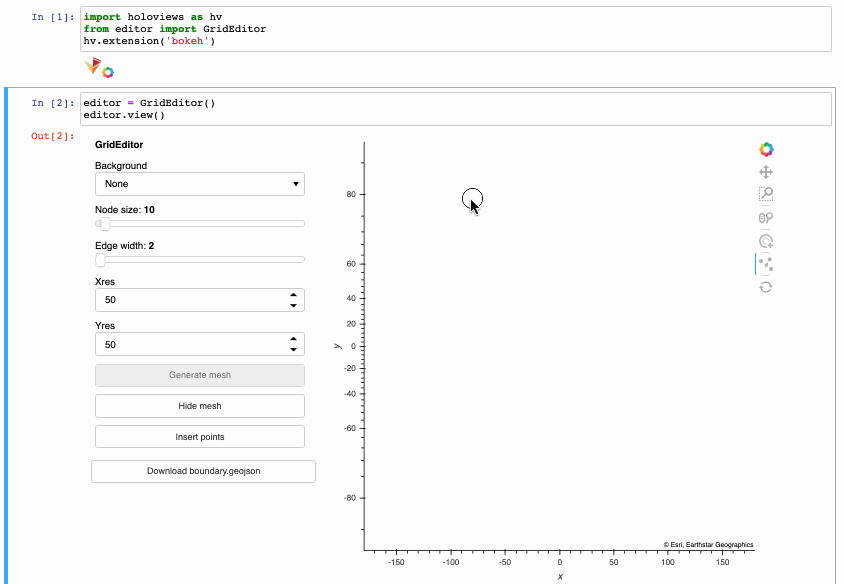 In [1]: import holoviews as hv
from editor import GridEditor
hv.extension('bokeh')
In [2]: editor = GridEditor()
editor.view()
Out[2]:
GridEditor
Background
None
Node size: 10
Edge width: 2
Xres
50
Yres
50
Generate mesh
Hide mesh
Insert points
Download boundary.geojson
80
60
40
20
0
-20
-40
-60
-80
y
© Esri, Earthstar Geographics
-150 -100 -50 0 50 100 150
x